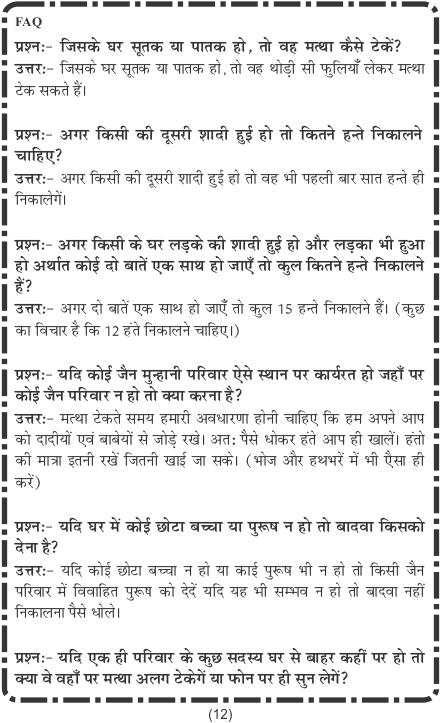 FAQ
प्रश्नः- जिसके घर सूतक या पातक हो, तो वह मत्था कैसे टेकें?
उत्तरः- जिसके घर सूतक या पातक हो, तो वह थोड़ी सी फुलियाँ लेकर मत्था
टेक सकते हैं।
प्रश्नः- अगर किसी की दूसरी शादी हुई हो तो कितने हन्ते निकालने
चाहिए?
उत्तरः- अगर किसी की दूसरी शादी हुई हो तो वह भी पहली बार सात हन्ते ही
निकालेगें।
प्रश्नः- अगर किसी के घर लड़के की शादी हुई हो और लड़का भी हुआ
हो अर्थात कोई दो बातें एक साथ हो जाएँ तो कुल कितने हन्ते निकालने
हैं?
उत्तरः- अगर दो बातें एक साथ हो जाएँ तो कुल 15 हन्ते निकालने हैं। (कुछ
का विचार है कि 12 हंते निकालने चाहिए।)
प्रश्नः- यदि कोई जैन मुन्हानी परिवार ऐसे स्थान पर कार्यरत हो जहाँ पर
कोई जैन परिवार न हो तो क्या करना है?
उत्तरः- मत्था टेकते समय हमारी अवधारणा होनी चाहिए कि हम अपने आप
को दादीयों एवं बाबेयों से जोड़े रखे। अतः पैसे धोकर हंते आप ही खालें। हंतो
की मात्रा इतनी रखें जितनी खाई जा सके। (भोज और हथभरें में भी ऐसा ही
करें)
प्रश्नः- यदि घर में कोई छोटा बच्चा या पुरूष न हो तो बादवा किसको
देना है?
उत्तरः- यदि कोई छोटा बच्चा न हो या काई पुरूष भी न हो तो किसी जैन
परिवार में विवाहित पुरूष को देदें यदि यह भी सम्भव न हो तो बादवा नहीं
निकालना पैसे धोले।
प्रश्नः- यदि एक ही परिवार के कुछ सदस्य घर से बाहर कहीं पर हो तो
क्या वे वहाँ पर मत्था अलग टेकेगें या फोन पर ही सुन लेगें?
(12)